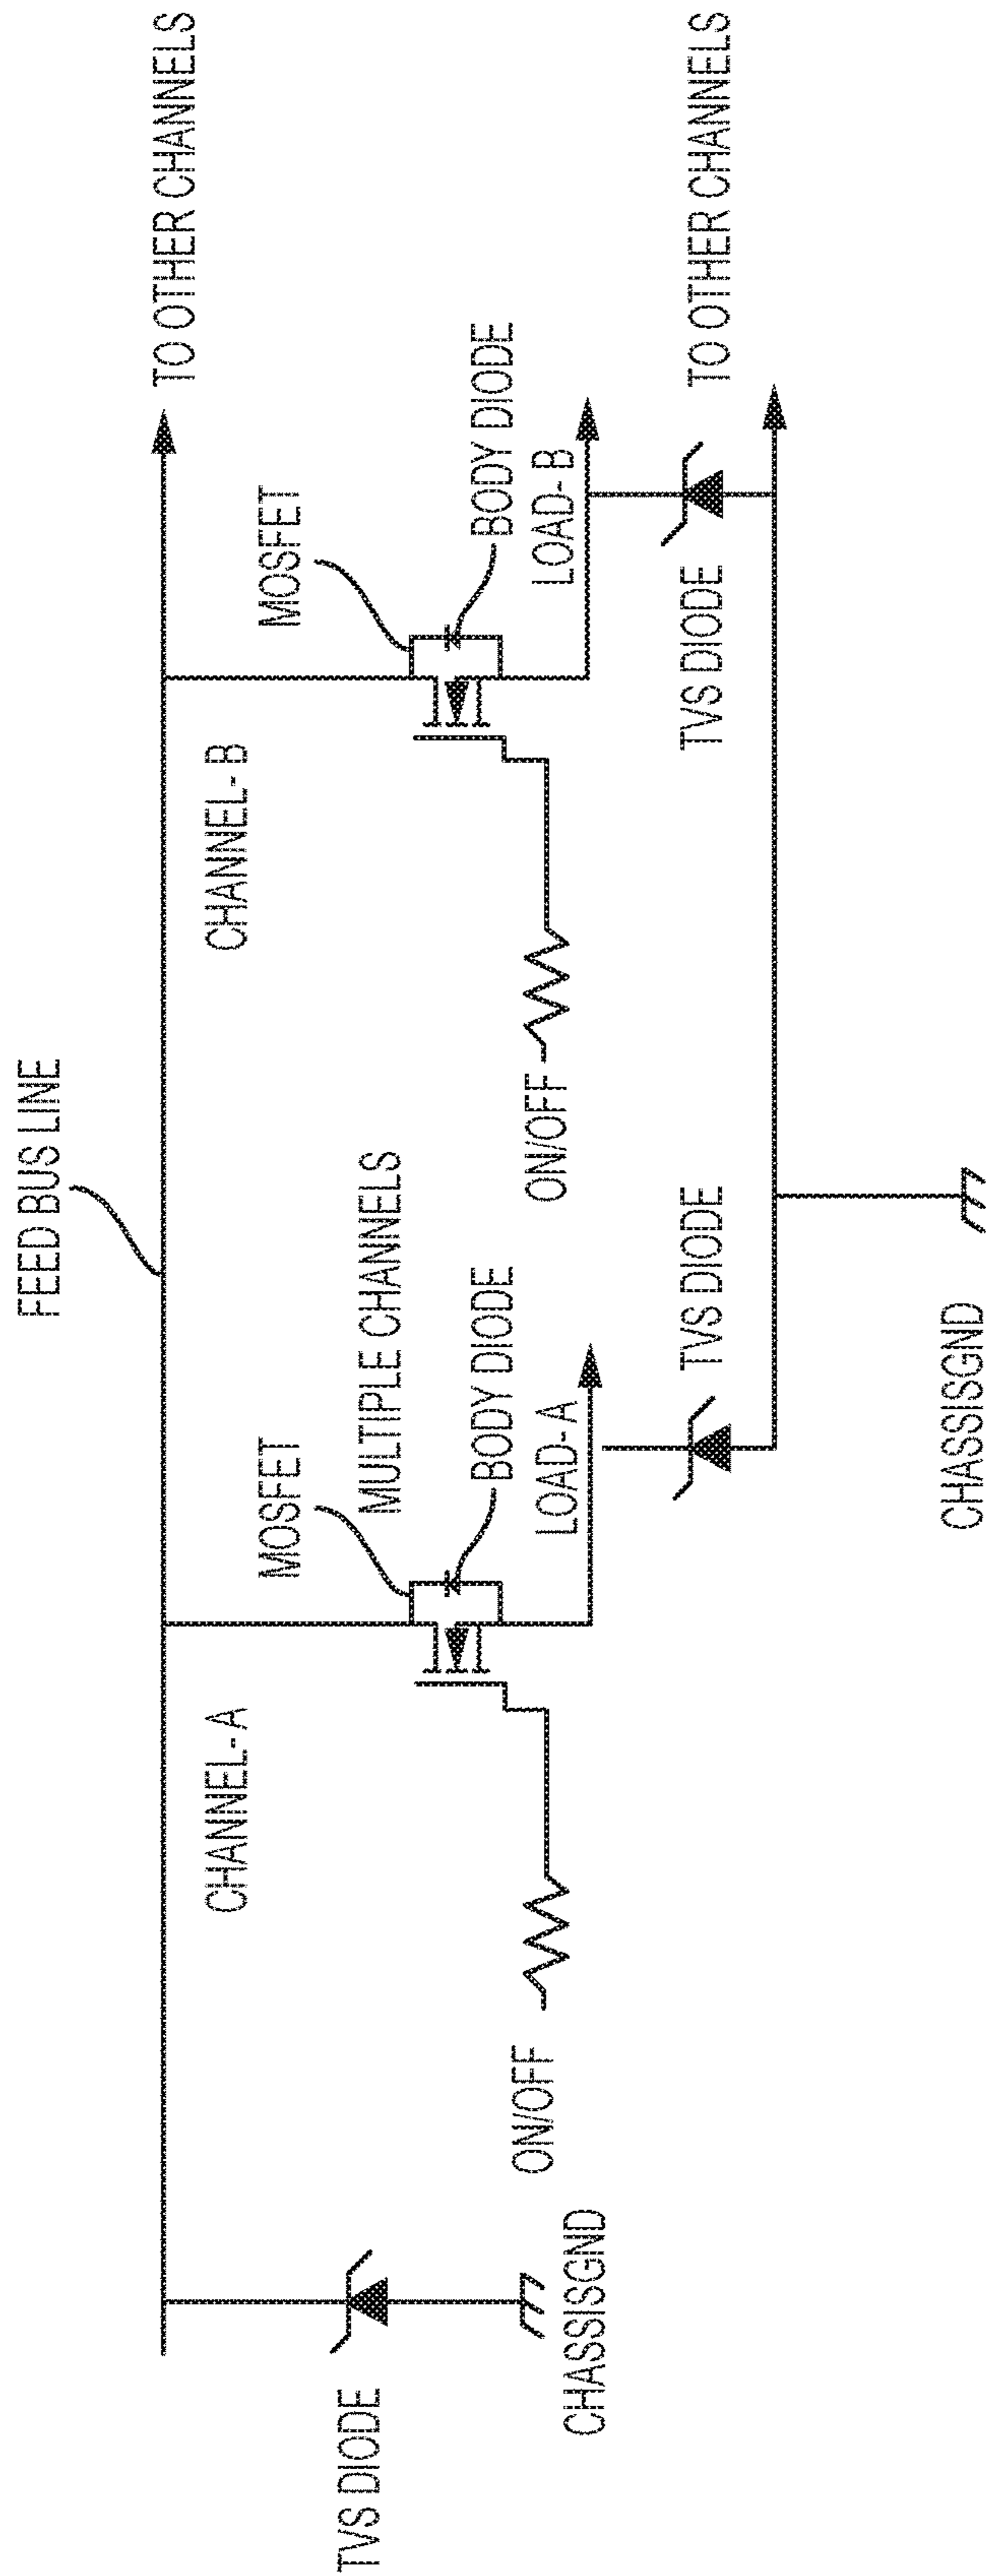 FEED BUS LINE
TO OTHER CHANNELS
CHANNEL-A
CHANNEL-B
MOSFET
MOSFET
MULTIPLE CHANNELS
TVS DIODE
BODY DIODE
BODY DIODE
ON/OFF
LOAD-A
ON/OFF
LOAD-B
CHASSISGND
TVS DIODE
TVS DIODE
TO OTHER CHANNELS
CHASSISGND